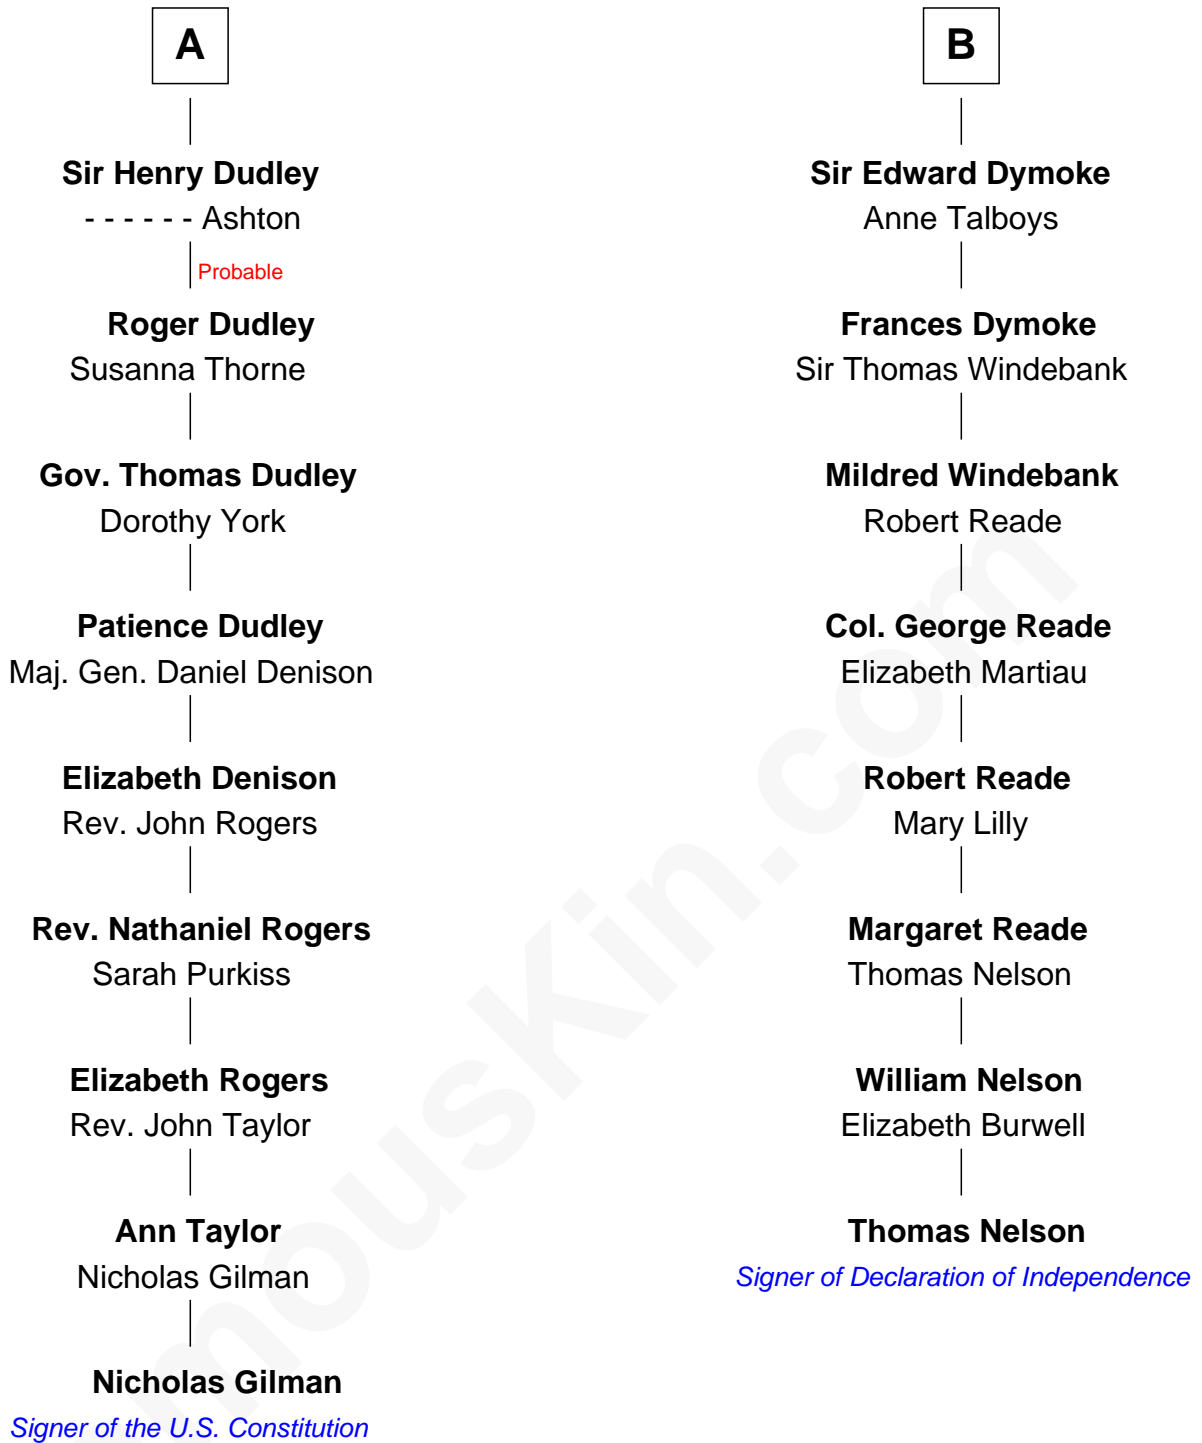 A
Sir Henry Dudley
- - - - - - Ashton
Probable
Roger Dudley
Susanna Thorne
Gov. Thomas Dudley
Dorothy York
Patience Dudley
Maj. Gen. Daniel Denison
Elizabeth Denison
Rev. John Rogers
Rev. Nathaniel Rogers
Sarah Purkiss
Elizabeth Rogers
Rev. John Taylor
Ann Taylor
Nicholas Gilman
Nicholas Gilman
Signer of the U.S. Constitution
B
Sir Edward Dymoke
Anne Talboys
Frances Dymoke
Sir Thomas Windebank
Mildred Windebank
Robert Reade
Col. George Reade
Elizabeth Martiau
Robert Reade
Mary Lilly
Margaret Reade
Thomas Nelson
William Nelson
Elizabeth Burwell
Thomas Nelson
Signer of Declaration of Independence
mousKin.com